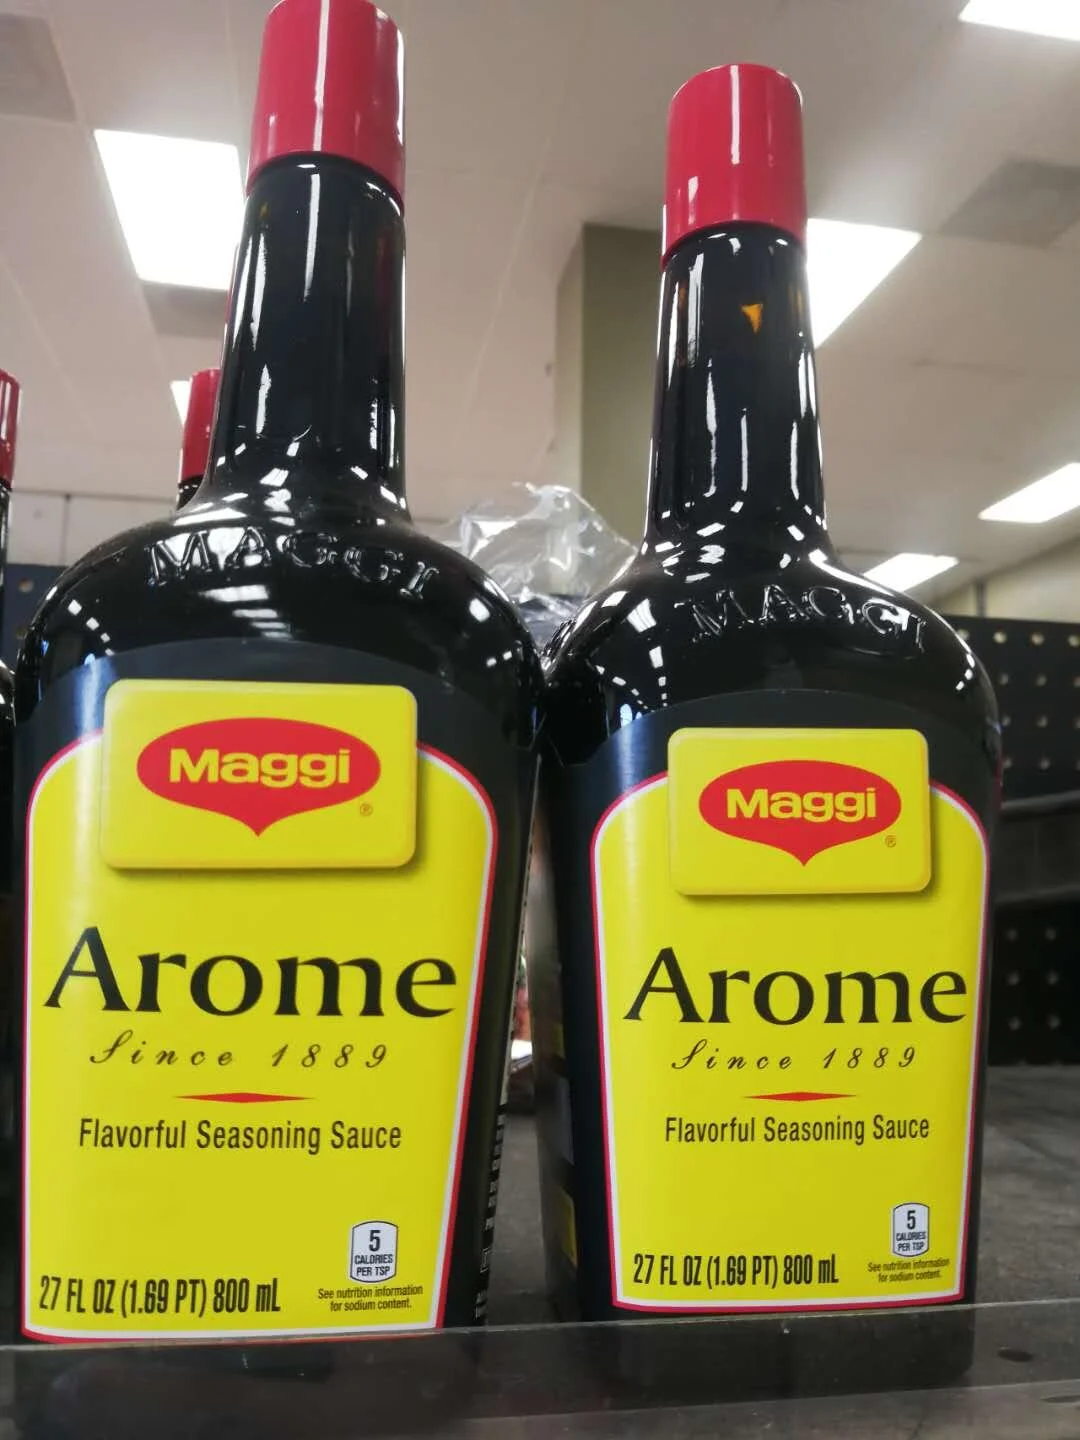 MAGGI
Maggi
®
Arome
Since 1889
Flavorful Seasoning Sauce
5
CALORIES
PER TSP
27 FL OZ (1.69 PT) 800 mL
See nutrition information
for sodium content.
MAGGI
Maggi
®
Arome
Since 1889
Flavorful Seasoning Sauce
5
CALORIES
PER TSP
27 FL OZ (1.69 PT) 800 mL
See nutrition information
for sodium content.